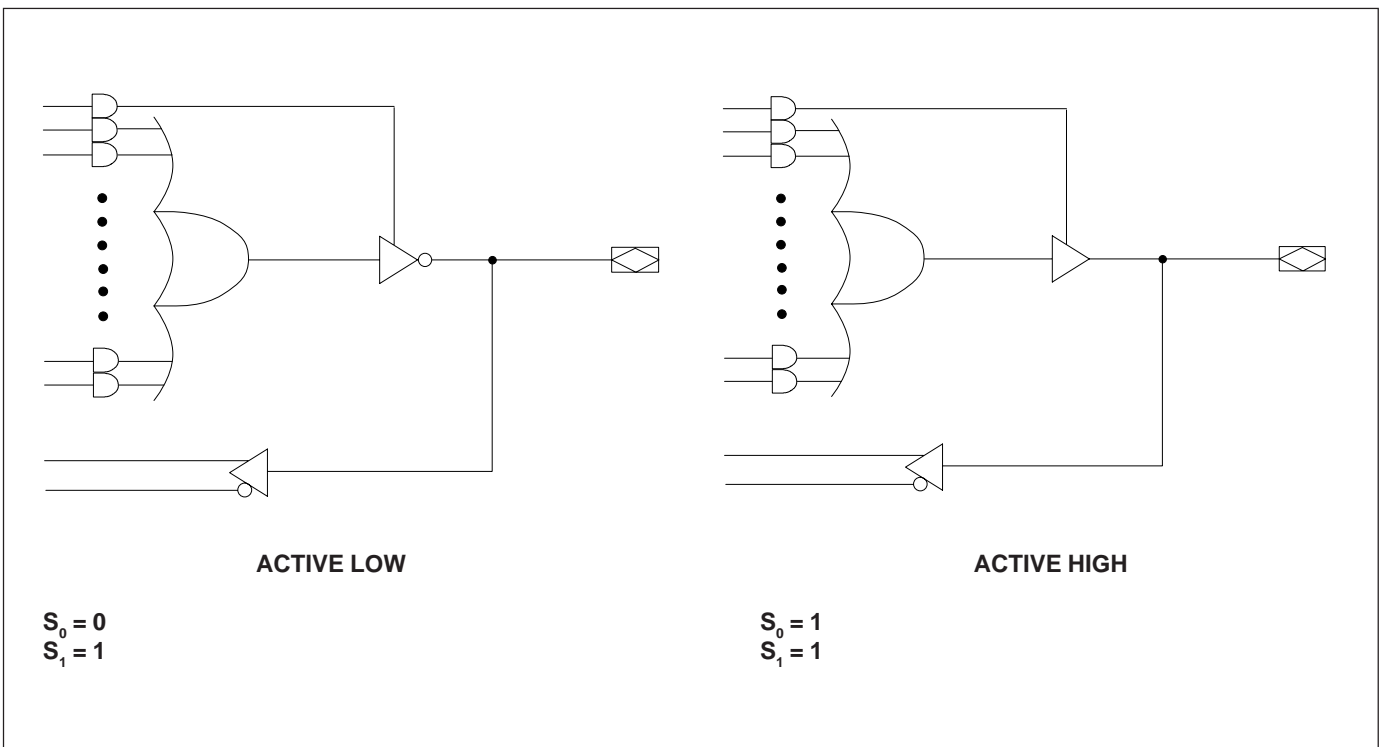 ACTIVE LOW
ACTIVE HIGH
S₀ = 0
S₁ = 1
S₀ = 1
S₁ = 1